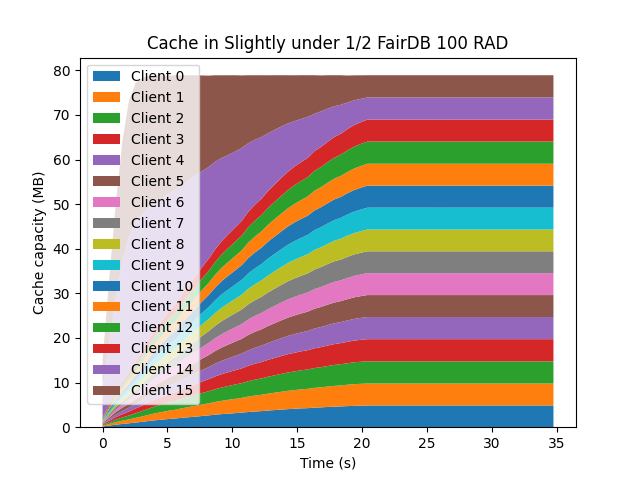 Cache in Slightly under 1/2 FairDB 100 RAD
Cache capacity (MB)
80
70
60
50
40
30
20
10
0
Client 0
Client 1
Client 2
Client 3
Client 4
Client 5
Client 6
Client 7
Client 8
Client 9
Client 10
Client 11
Client 12
Client 13
Client 14
Client 15
0 5 10 15 20 25 30 35
Time (s)